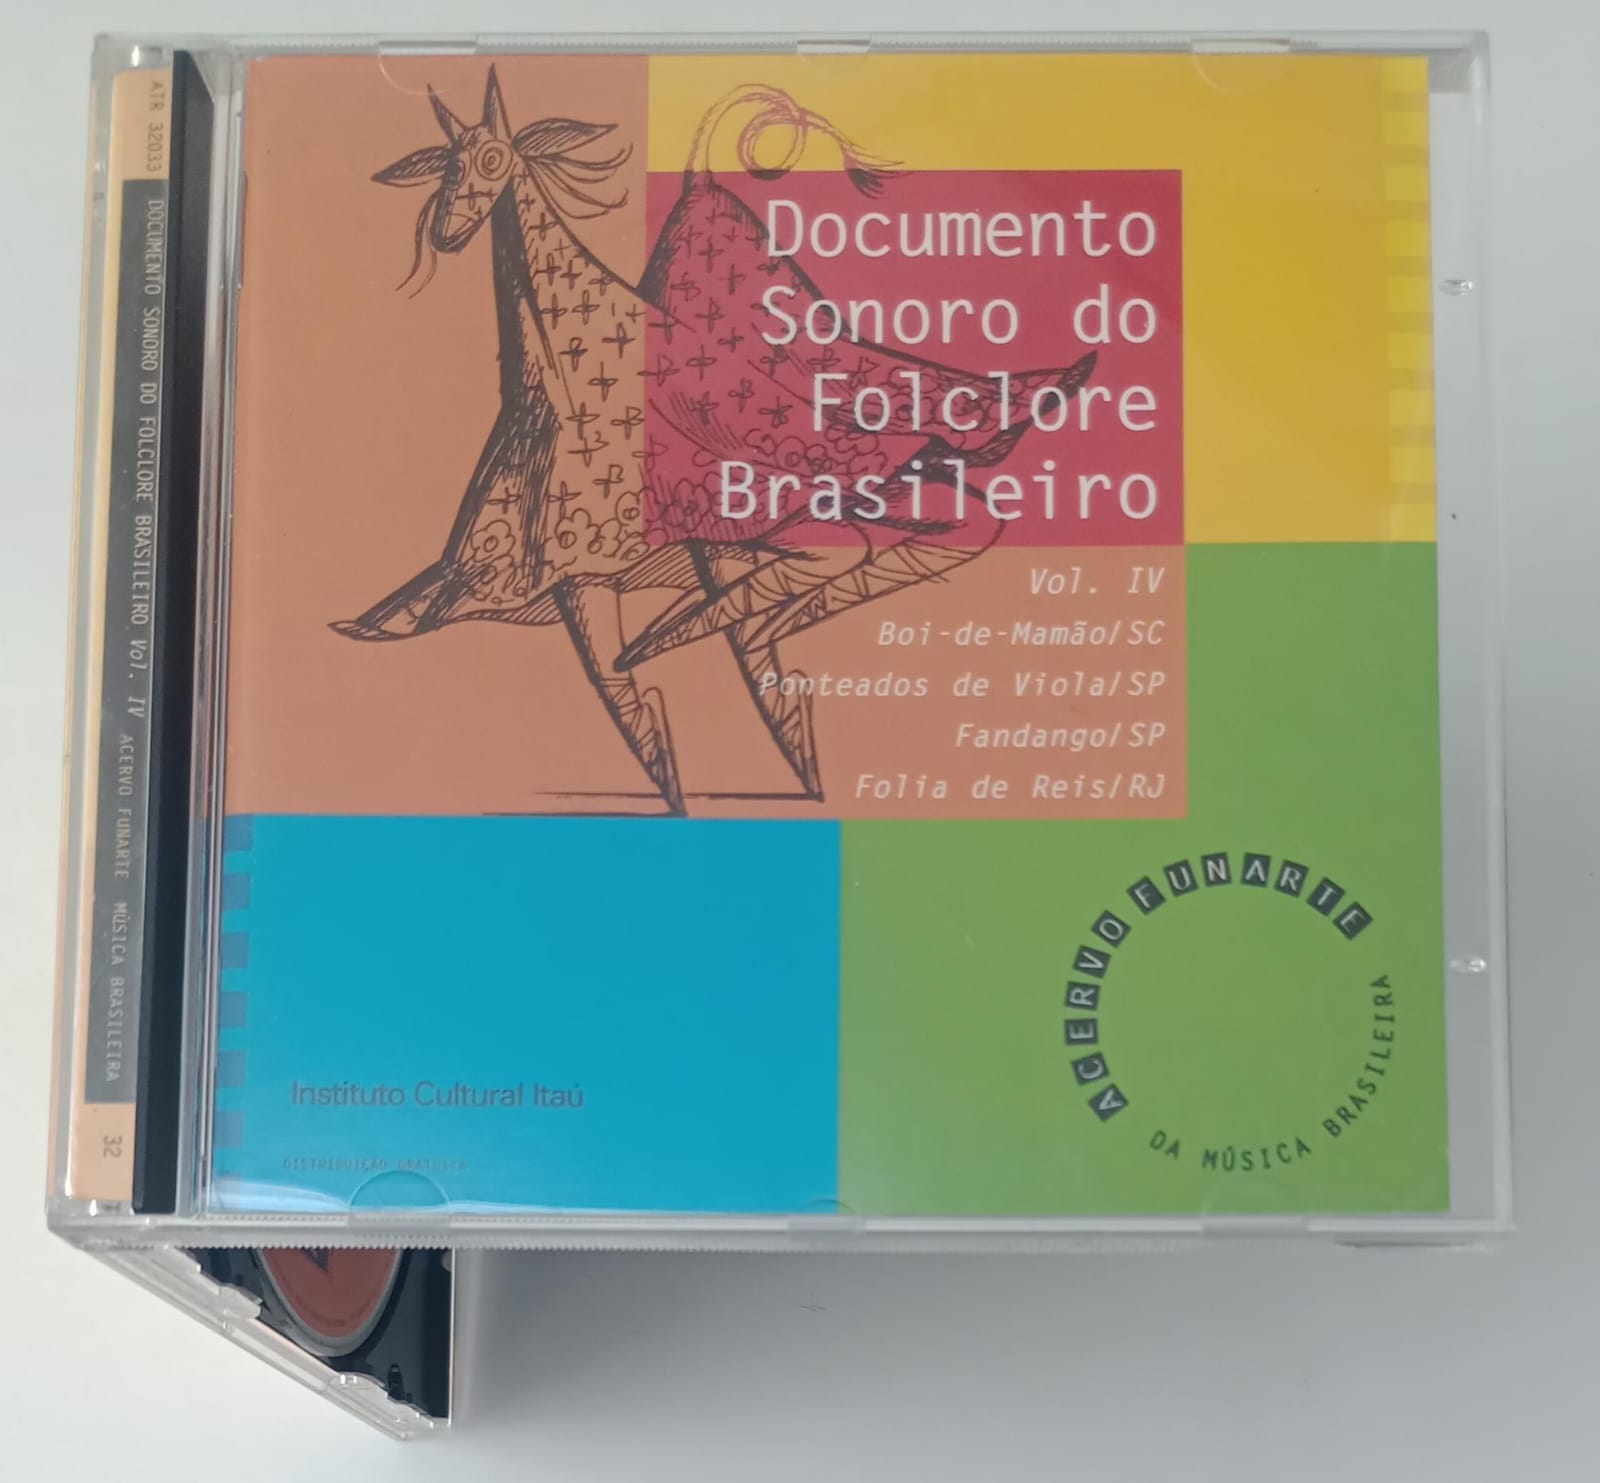 ATR 32033 DOCUMENTO SONORO DO FOLCLORE BRASILEIRO Vol. IV ACERVO FUNARTE MÚSICA BRASILEIRA 32
Documento
Sonoro do
Folclore
Brasileiro
Vol. IV
Boi-de-Mamão/SC
Ponteados de Viola/SP
Fandango/SP
Folia de Reis/RJ
ACERVO FUNARTE
DA MÚSICA BRASILEIRA
Instituto Cultural Itaú
DISTRIBUIÇÃO GRATUITA